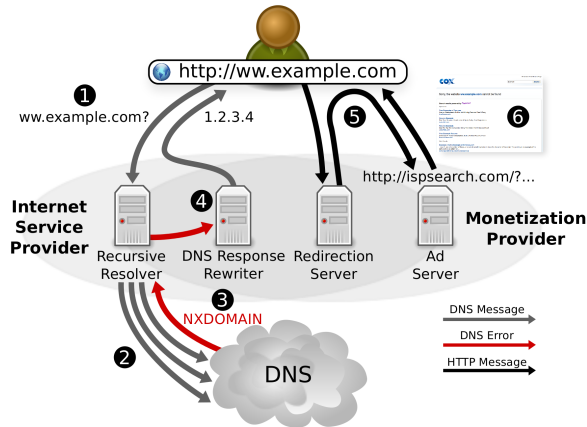 http://ww.example.com
1
ww.example.com?
1.2.3.4
5
COX
6
http://ispsearch.com/?...
4
Internet
Service
Provider
Monetization
Provider
Recursive
Resolver
DNS Response
Rewriter
Redirection
Server
Ad
Server
3
NXDOMAIN
2
DNS
DNS Message
DNS Error
HTTP Message